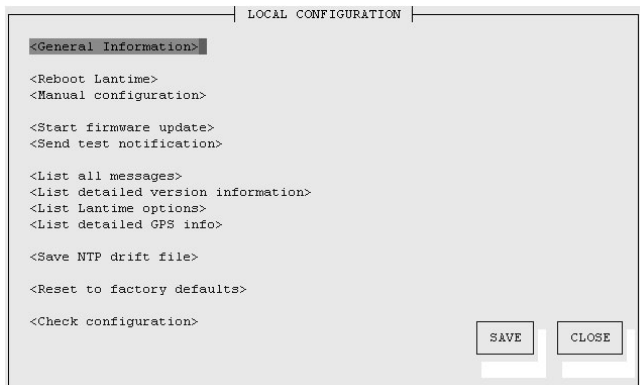 LOCAL CONFIGURATION
<General Information>
<Reboot Lantime>
<Manual configuration>
<Start firmware update>
<Send test notification>
<List all messages>
<List detailed version information>
<List Lantime options>
<List detailed GPS info>
<Save NTP drift file>
<Reset to factory defaults>
<Check configuration>
SAVE CLOSE